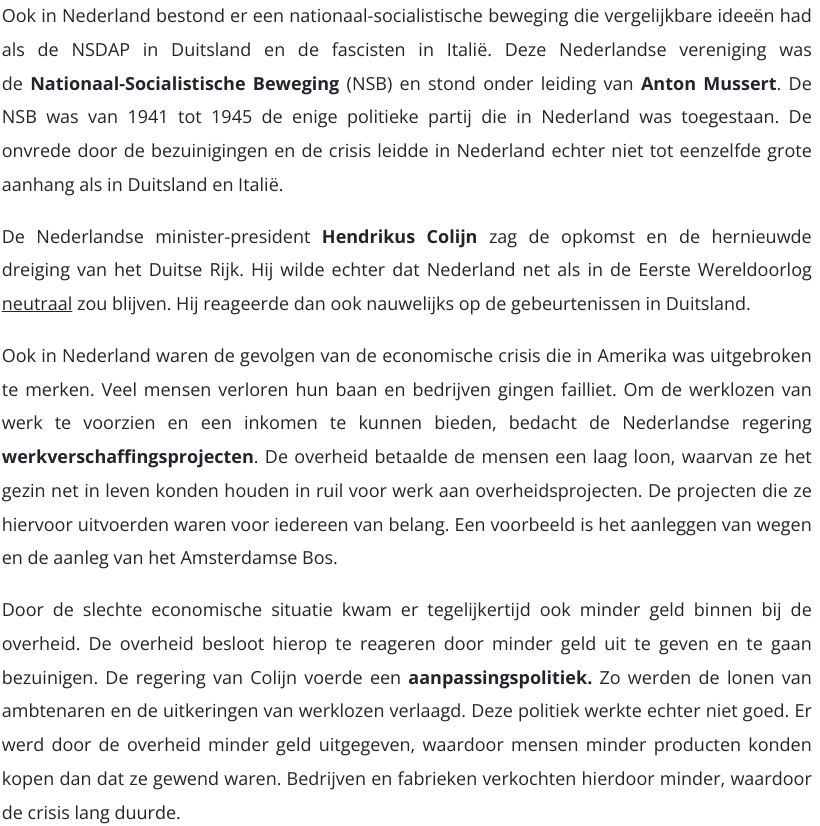 Ook in Nederland bestond er een nationaal-socialistische beweging die vergelijkbare ideeën had
als de NSDAP in Duitsland en de fascisten in Italië. Deze Nederlandse vereniging was
de Nationaal-Socialistische Beweging (NSB) en stond onder leiding van Anton Mussert. De
NSB was van 1941 tot 1945 de enige politieke partij die in Nederland was toegestaan. De
onvrede door de bezuinigingen en de crisis leidde in Nederland echter niet tot eenzelfde grote
aanhang als in Duitsland en Italië.
De Nederlandse minister-president Hendrikus Colijn zag de opkomst en de hernieuwde
dreiging van het Duitse Rijk. Hij wilde echter dat Nederland net als in de Eerste Wereldoorlog
neutraal zou blijven. Hij reageerde dan ook nauwelijks op de gebeurtenissen in Duitsland.
Ook in Nederland waren de gevolgen van de economische crisis die in Amerika was uitgebroken
te merken. Veel mensen verloren hun baan en bedrijven gingen failliet. Om de werklozen van
werk te voorzien en een inkomen te kunnen bieden, bedacht de Nederlandse regering
werkverschaffingsprojecten. De overheid betaalde de mensen een laag loon, waarvan ze het
gezin net in leven konden houden in ruil voor werk aan overheidsprojecten. De projecten die ze
hiervoor uitvoerden waren voor iedereen van belang. Een voorbeeld is het aanleggen van wegen
en de aanleg van het Amsterdamse Bos.
Door de slechte economische situatie kwam er tegelijkertijd ook minder geld binnen bij de
overheid. De overheid besloot hierop te reageren door minder geld uit te geven en te gaan
bezuinigen. De regering van Colijn voerde een aanpassingspolitiek. Zo werden de lonen van
ambtenaren en de uitkeringen van werklozen verlaagd. Deze politiek werkte echter niet goed. Er
werd door de overheid minder geld uitgegeven, waardoor mensen minder producten konden
kopen dan dat ze gewend waren. Bedrijven en fabrieken verkochten hierdoor minder, waardoor
de crisis lang duurde.